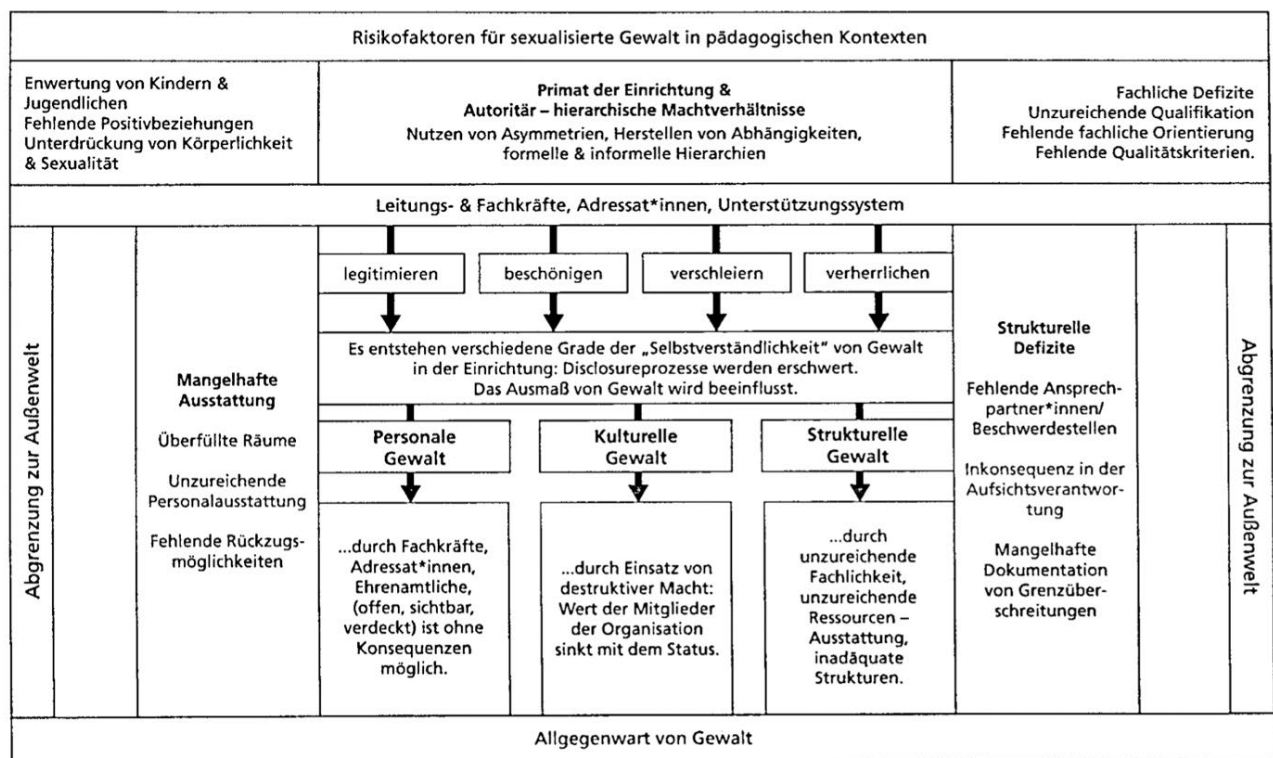 Risikofaktoren für sexualisierte Gewalt in pädagogischen Kontexten
Enwertung von Kindern &
Jugendlichen
Fehlende Positivbeziehungen
Unterdrückung von Körperlichkeit
& Sexualität
Primat der Einrichtung &
Autoritär – hierarchische Machtverhältnisse
Nutzen von Asymmetrien, Herstellen von Abhängigkeiten,
formelle & informelle Hierarchien
Fachliche Defizite
Unzureichende Qualifikation
Fehlende fachliche Orientierung
Fehlende Qualitätskriterien.
Leitungs- & Fachkräfte, Adressat*innen, Unterstützungssystem
Abgrenzung zur Außenwelt
Mangelhafte
Ausstattung
Überfüllte Räume
Unzureichende
Personalausstattung
Fehlende Rückzugs-
möglichkeiten
legitimieren
beschönigen
verschleiern
verherrlichen
Es entstehen verschiedene Grade der „Selbstverständlichkeit" von Gewalt
in der Einrichtung: Disclosureprozesse werden erschwert.
Das Ausmaß von Gewalt wird beeinflusst.
Personale
Gewalt
Kulturelle
Gewalt
Strukturelle
Gewalt
...durch Fachkräfte,
Adressat*innen,
Ehrenamtliche,
(offen, sichtbar,
verdeckt) ist ohne
Konsequenzen
möglich.
...durch Einsatz von
destruktiver Macht:
Wert der Mitglieder
der Organisation
sinkt mit dem Status.
...durch
unzureichende
Fachlichkeit,
unzureichende
Ressourcen –
Ausstattung,
inadäquate
Strukturen.
Strukturelle
Defizite
Fehlende Ansprech-
partner*innen/
Beschwerdestellen
Inkonsequenz in der
Aufsichtsverantwor-
tung
Mangelhafte
Dokumentation
von Grenzüber-
schreitungen
Abgrenzung zur Außenwelt
Allgegenwart von Gewalt